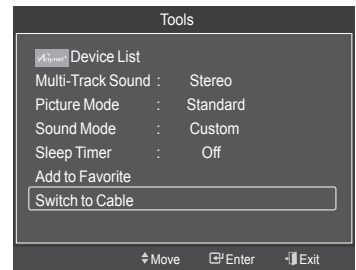 Tools
Anynet+ Device List
Multi-Track Sound : Stereo
Picture Mode : Standard
Sound Mode : Custom
Sleep Timer : Off
Add to Favorite
Switch to Cable
Move Enter Exit